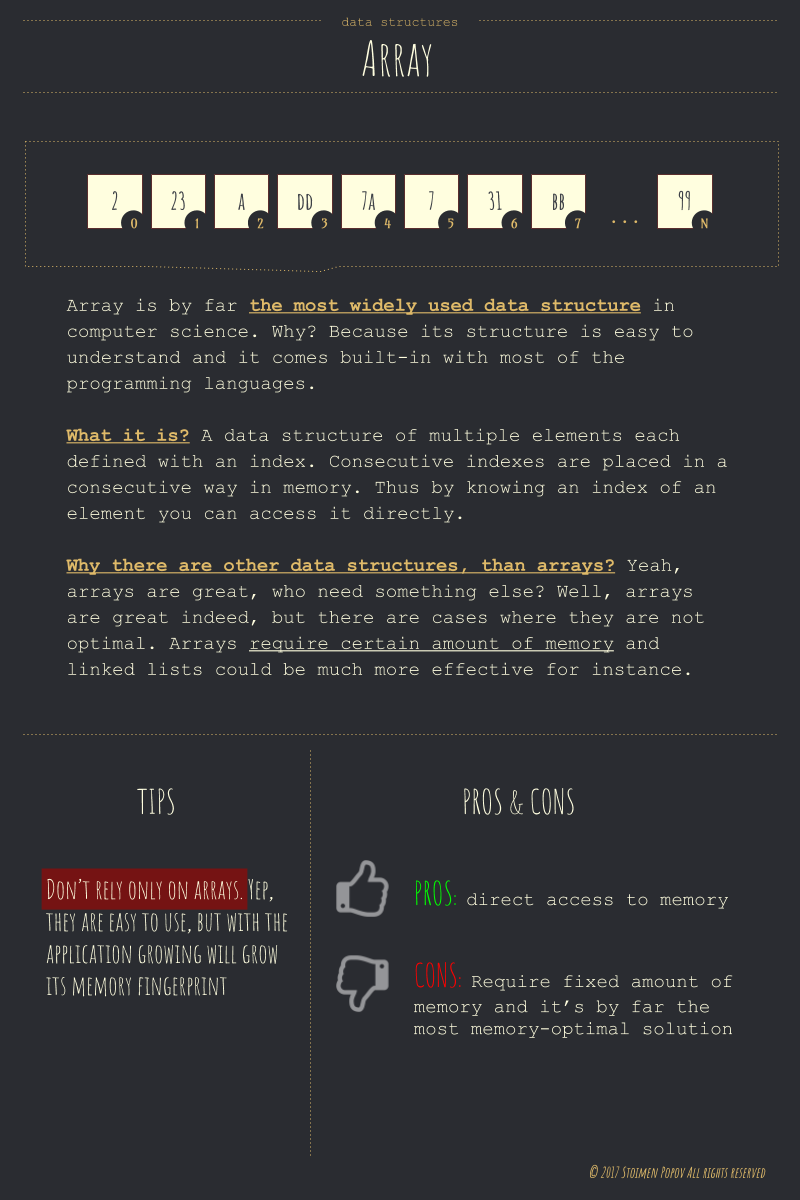 data structures
ARRAY
2 23 A DD 7A 7 31 BB ... 99
0 1 2 3 4 5 6 7 N
Array is by far the most widely used data structure in
computer science. Why? Because its structure is easy to
understand and it comes built-in with most of the
programming languages.
What it is? A data structure of multiple elements each
defined with an index. Consecutive indexes are placed in a
consecutive way in memory. Thus by knowing an index of an
element you can access it directly.
Why there are other data structures, than arrays? Yeah,
arrays are great, who need something else? Well, arrays
are great indeed, but there are cases where they are not
optimal. Arrays require certain amount of memory and
linked lists could be much more effective for instance.
TIPS
DON'T RELY ONLY ON ARRAYS. YEP,
THEY ARE EASY TO USE, BUT WITH THE
APPLICATION GROWING WILL GROW
ITS MEMORY FINGERPRINT
PROS & CONS
PROS: direct access to memory
CONS: Require fixed amount of
memory and it's by far the
most memory-optimal solution
© 2017 STOIMEN POPOV ALL RIGHTS RESERVED